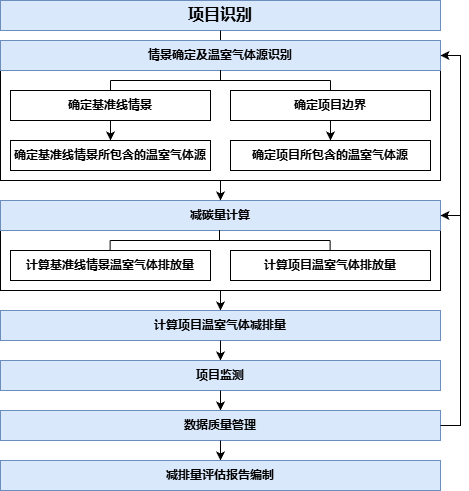 项目识别
情景确定及温室气体源识别
确定基准线情景
确定项目边界
确定基准线情景所包含的温室气体源
确定项目所包含的温室气体源
减碳量计算
计算基准线情景温室气体排放量
计算项目温室气体排放量
计算项目温室气体减排量
项目监测
数据质量管理
减排量评估报告编制